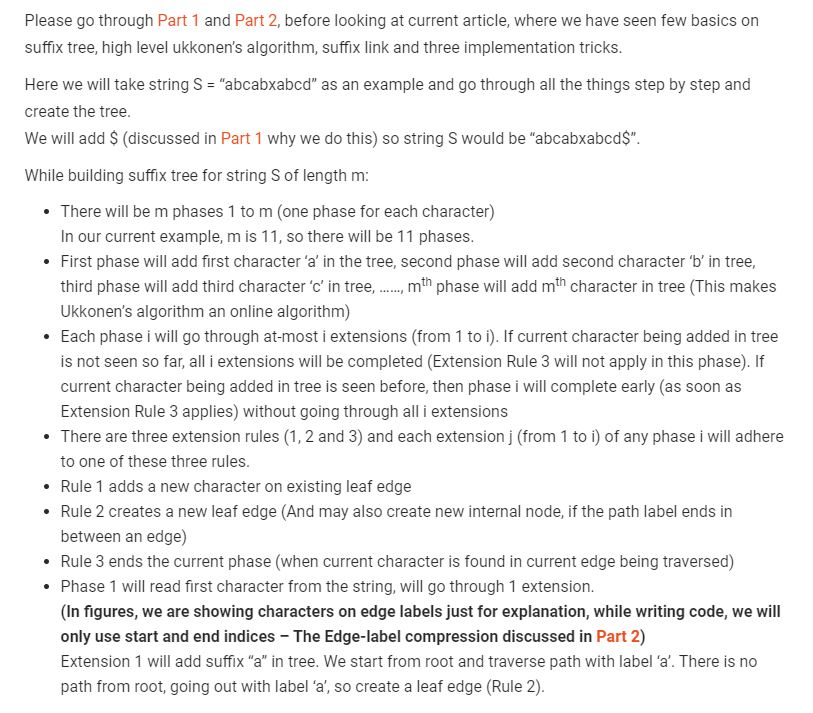 Please go through Part 1 and Part 2, before looking at current article, where we have seen few basics on
suffix tree, high level ukkonen's algorithm, suffix link and three implementation tricks.
Here we will take string S = “abcabxabcd” as an example and go through all the things step by step and
create the tree.
We will add $ (discussed in Part 1 why we do this) so string S would be “abcabxabcd$”.
While building suffix tree for string S of length m:
• There will be m phases 1 to m (one phase for each character)
In our current example, m is 11, so there will be 11 phases.
• First phase will add first character ‘a’ in the tree, second phase will add second character ‘b’ in tree,
third phase will add third character ‘c’ in tree, ……, mth phase will add mth character in tree (This makes
Ukkonen's algorithm an online algorithm)
• Each phase i will go through at-most i extensions (from 1 to i). If current character being added in tree
is not seen so far, all i extensions will be completed (Extension Rule 3 will not apply in this phase). If
current character being added in tree is seen before, then phase i will complete early (as soon as
Extension Rule 3 applies) without going through all i extensions
• There are three extension rules (1, 2 and 3) and each extension j (from 1 to i) of any phase i will adhere
to one of these three rules.
• Rule 1 adds a new character on existing leaf edge
• Rule 2 creates a new leaf edge (And may also create new internal node, if the path label ends in
between an edge)
• Rule 3 ends the current phase (when current character is found in current edge being traversed)
• Phase 1 will read first character from the string, will go through 1 extension.
(In figures, we are showing characters on edge labels just for explanation, while writing code, we will
only use start and end indices – The Edge-label compression discussed in Part 2)
Extension 1 will add suffix “a” in tree. We start from root and traverse path with label ‘a’. There is no
path from root, going out with label ‘a’, so create a leaf edge (Rule 2).